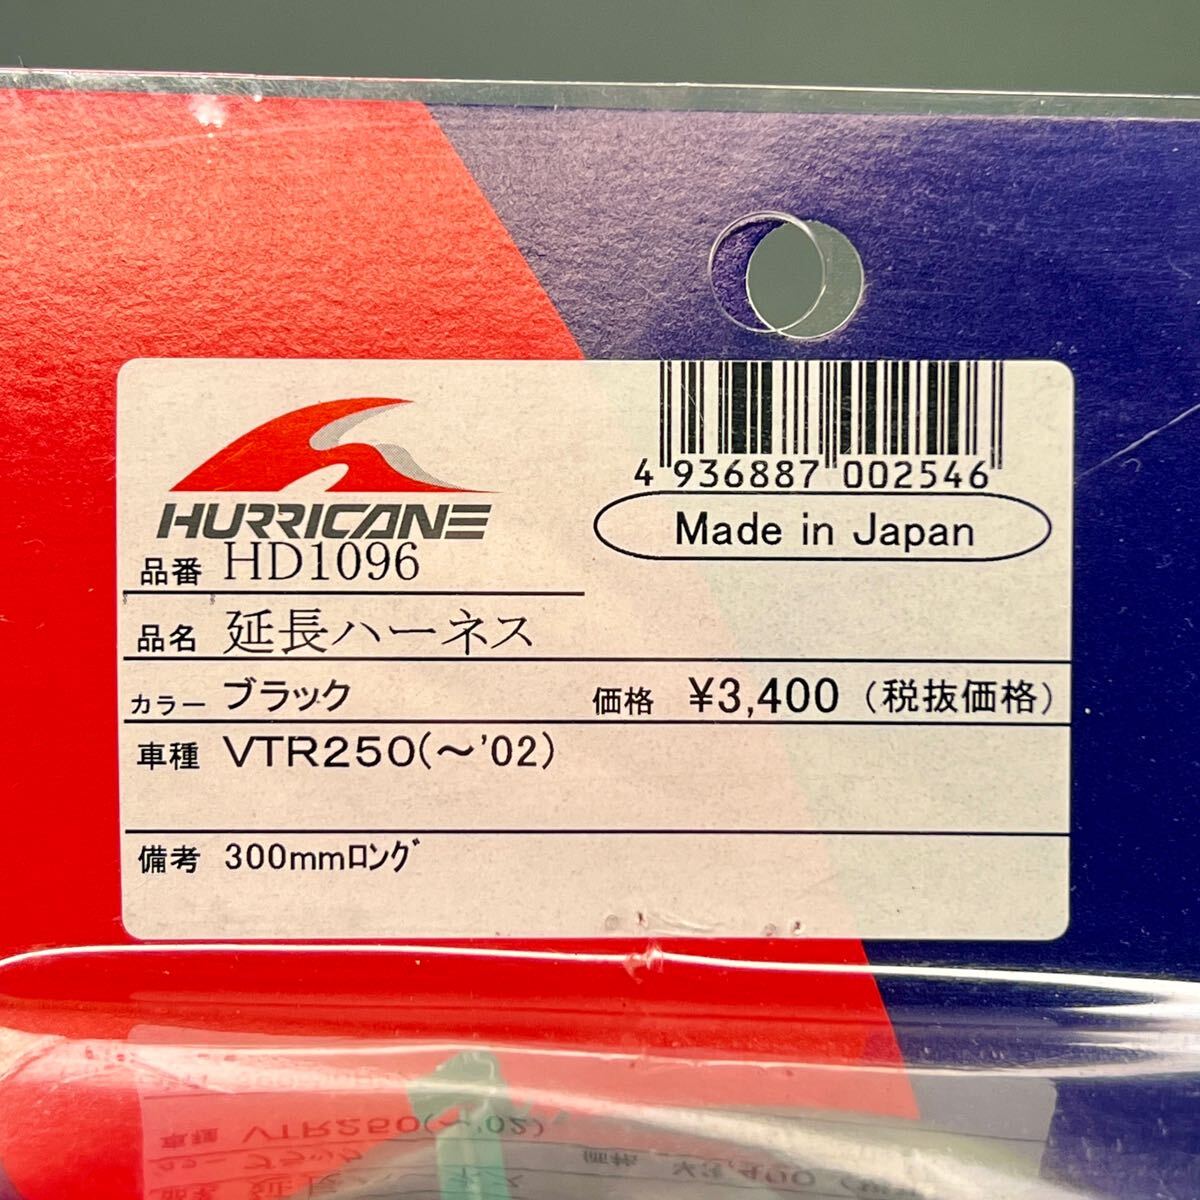 HURRICANE
4 936887 002546
Made in Japan
品番 HD1096
品名 延長ハーネス
カラー ブラック 価格 ¥3,400 (税抜価格)
車種 VTR250(～'02)
備考 300mmﾛﾝｸﾞ